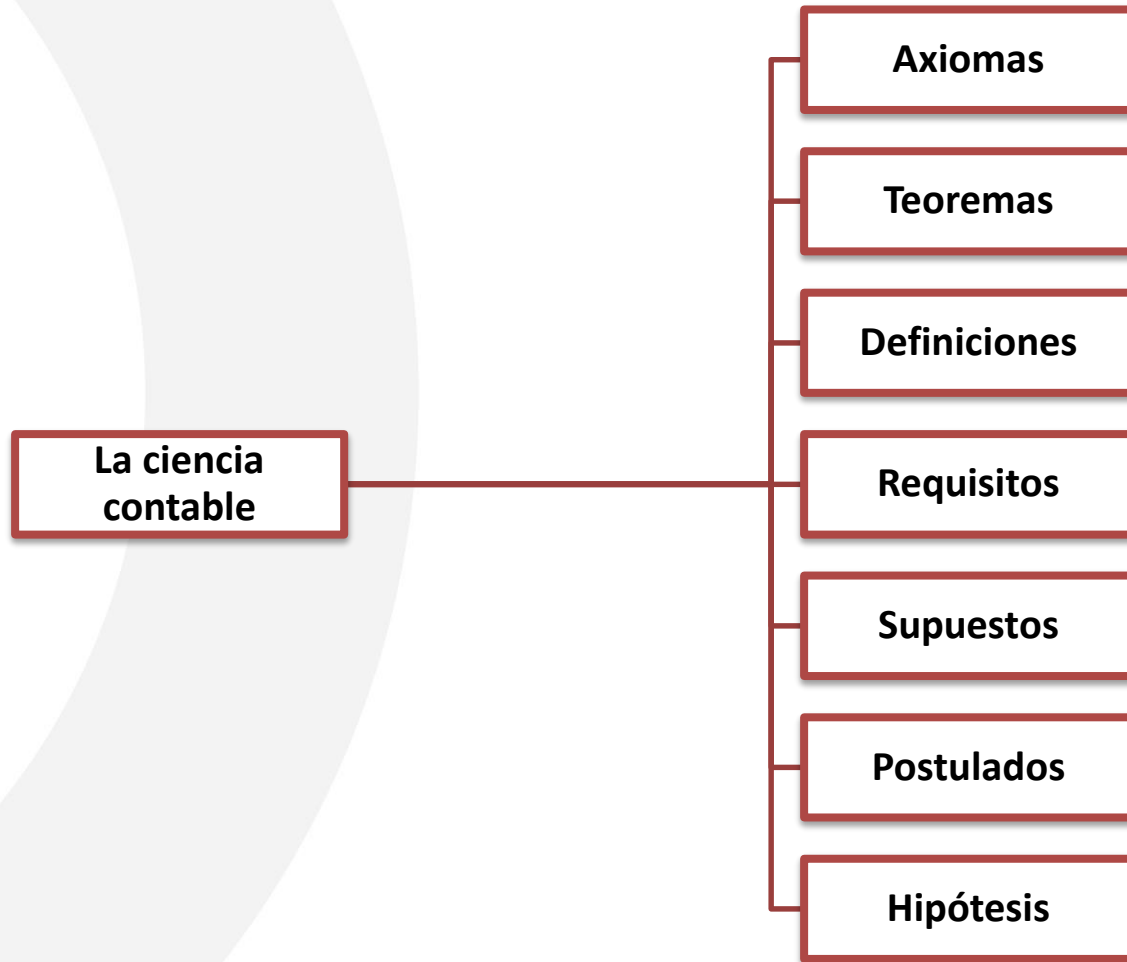 Axiomas
Teoremas
Definiciones
La ciencia
contable
Requisitos
Supuestos
Postulados
Hipótesis